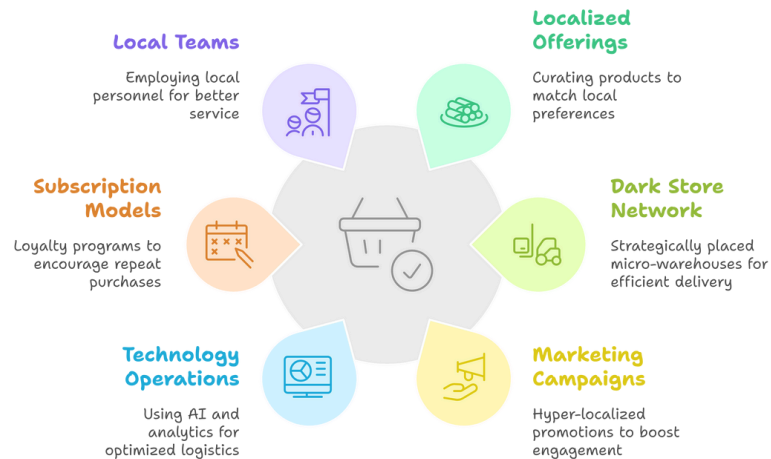 Local Teams
Employing local
personnel for better
service
Localized
Offerings
Curating products to
match local
preferences
Subscription
Models
Loyalty programs to
encourage repeat
purchases
Dark Store
Network
Strategically placed
micro-warehouses for
efficient delivery
Technology
Operations
Using AI and
analytics for
optimized logistics
Marketing
Campaigns
Hyper-localized
promotions to boost
engagement